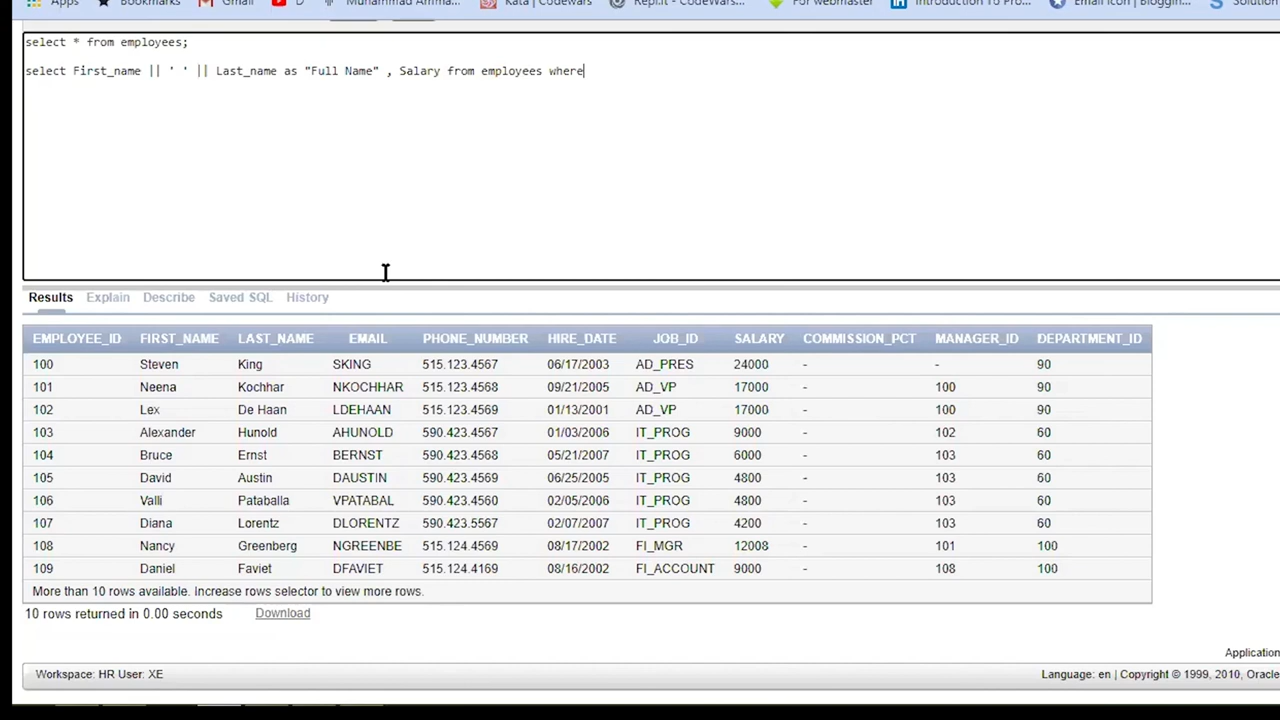 Apps Bookmarks Gmail D Muhammad Amma... Kata | Codewars Repl.it - CodeWars... For webmaster Introduction To Pro... Email Icon | Bloggin... Solution
select * from employees;
select First_name || ' ' || Last_name as "Full Name" , Salary from employees where
Results Explain Describe Saved SQL History
EMPLOYEE_ID FIRST_NAME LAST_NAME EMAIL PHONE_NUMBER HIRE_DATE JOB_ID SALARY COMMISSION_PCT MANAGER_ID DEPARTMENT_ID
100 Steven King SKING 515.123.4567 06/17/2003 AD_PRES 24000 - - 90
101 Neena Kochhar NKOCHHAR 515.123.4568 09/21/2005 AD_VP 17000 - 100 90
102 Lex De Haan LDEHAAN 515.123.4569 01/13/2001 AD_VP 17000 - 100 90
103 Alexander Hunold AHUNOLD 590.423.4567 01/03/2006 IT_PROG 9000 - 102 60
104 Bruce Ernst BERNST 590.423.4568 05/21/2007 IT_PROG 6000 - 103 60
105 David Austin DAUSTIN 590.423.4569 06/25/2005 IT_PROG 4800 - 103 60
106 Valli Pataballa VPATABAL 590.423.4560 02/05/2006 IT_PROG 4800 - 103 60
107 Diana Lorentz DLORENTZ 590.423.5567 02/07/2007 IT_PROG 4200 - 103 60
108 Nancy Greenberg NGREENBE 515.124.4569 08/17/2002 FI_MGR 12008 - 101 100
109 Daniel Faviet DFAVIET 515.124.4169 08/16/2002 FI_ACCOUNT 9000 - 108 100
More than 10 rows available. Increase rows selector to view more rows.
10 rows returned in 0.00 seconds Download
Application
Workspace: HR User: XE Language: en | Copyright © 1999, 2010, Oracle